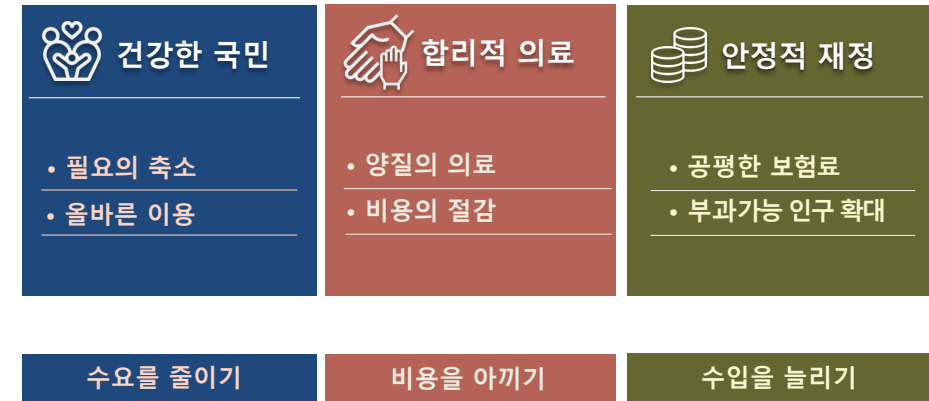 건강한 국민
• 필요의 축소
• 올바른 이용
합리적 의료
• 양질의 의료
• 비용의 절감
안정적 재정
• 공평한 보험료
• 부과가능 인구 확대
수요를 줄이기
비용을 아끼기
수입을 늘리기